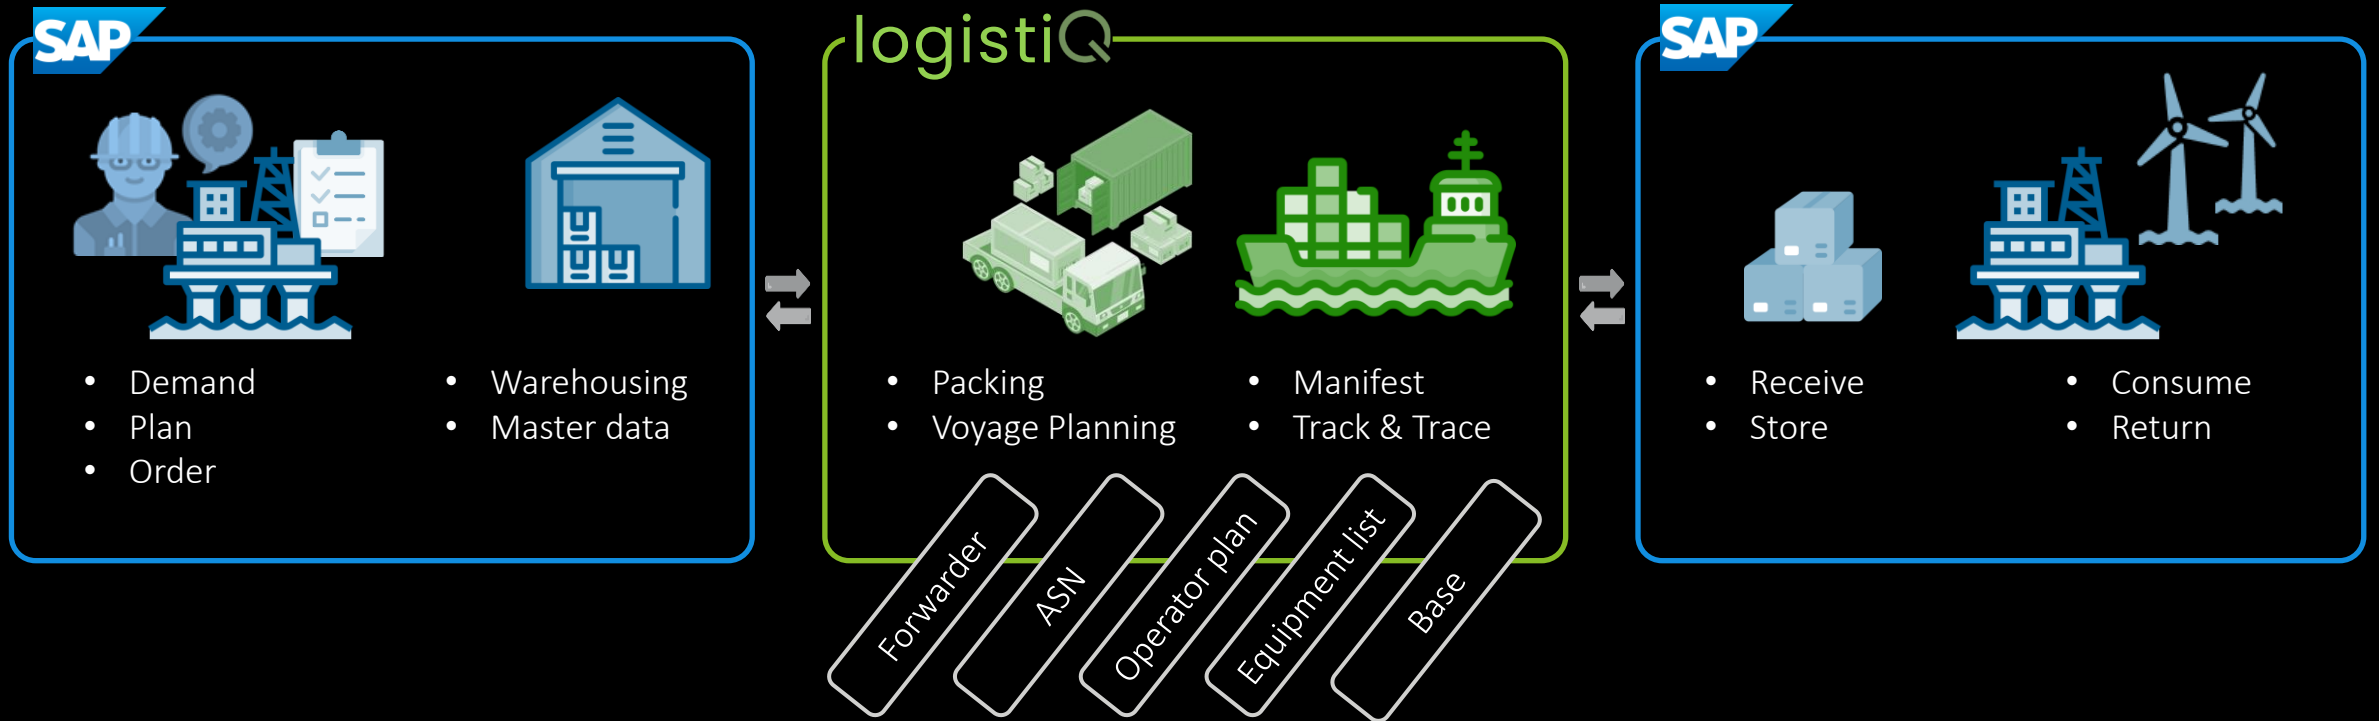 SAP
• Demand
• Plan
• Order
• Warehousing
• Master data
logistiQ
• Packing
• Voyage Planning
• Manifest
• Track & Trace
Forwarder
ASN
Operator plan
Equipment list
Base
SAP
• Receive
• Store
• Consume
• Return